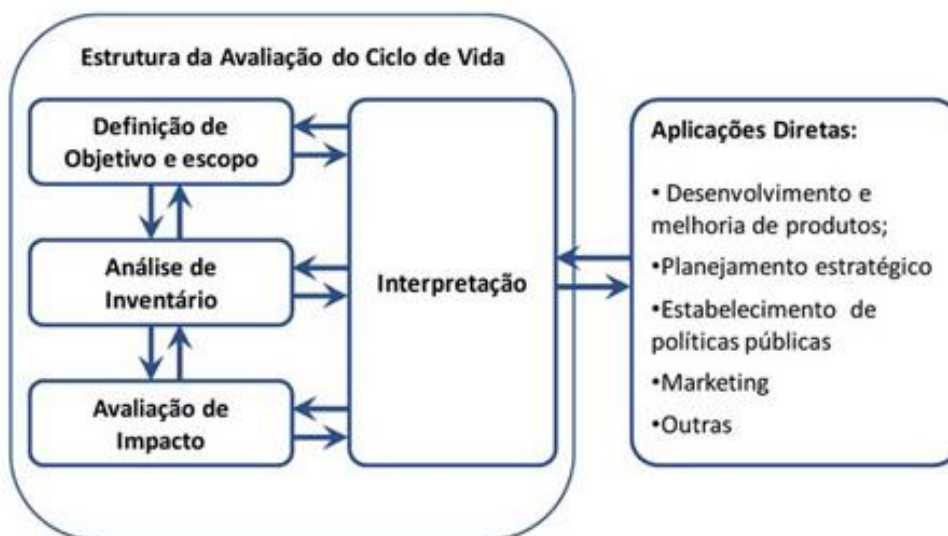 Estrutura da Avaliação do Ciclo de Vida
Definição de
Objetivo e escopo
Análise de
Inventário
Avaliação de
Impacto
Interpretação
Aplicações Diretas:
• Desenvolvimento e
melhoria de produtos;
•Planejamento estratégico
•Estabelecimento de
políticas públicas
•Marketing
•Outras